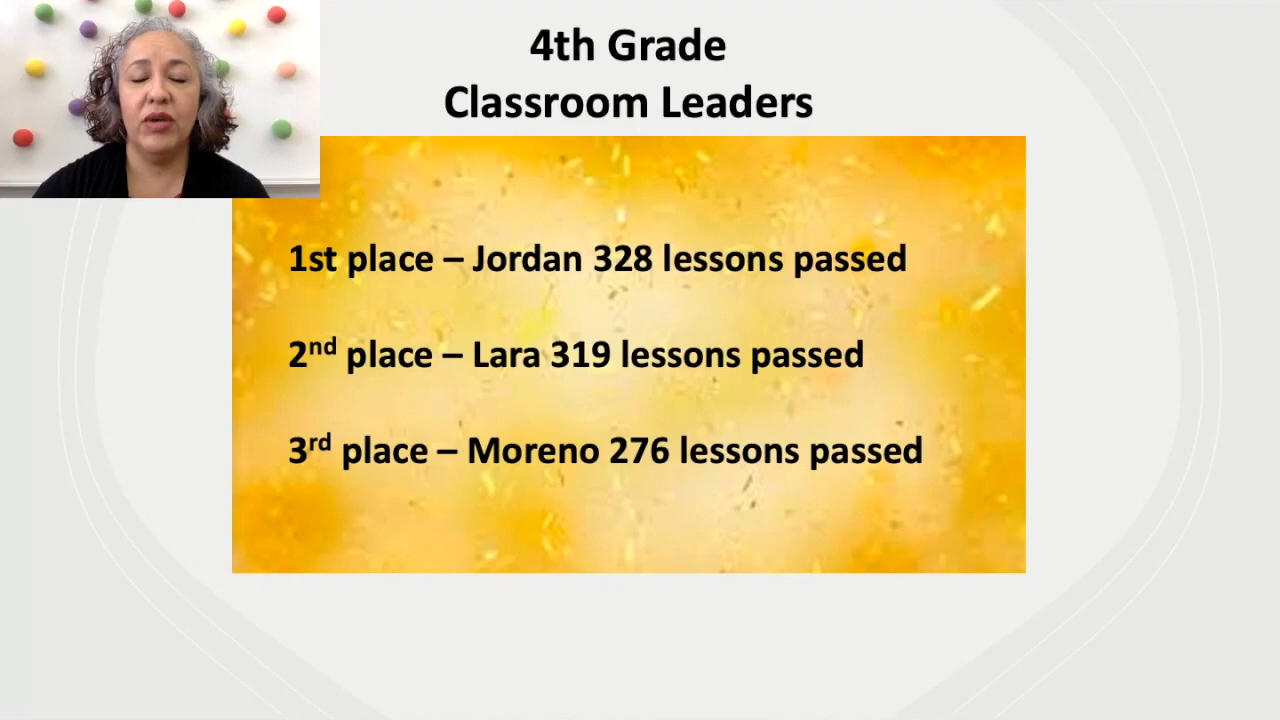 4th Grade
Classroom Leaders
1st place – Jordan 328 lessons passed
2nd place – Lara 319 lessons passed
3rd place – Moreno 276 lessons passed